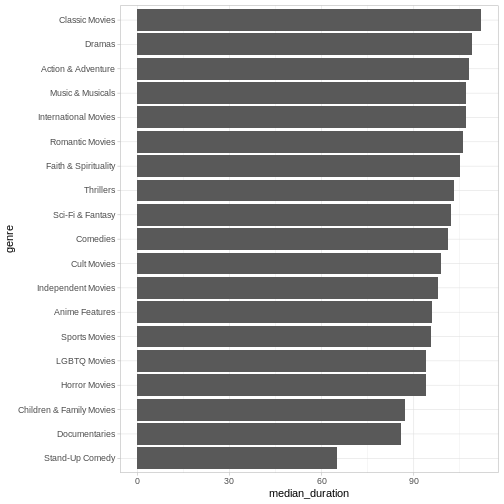 Classic Movies
Dramas
Action & Adventure
Music & Musicals
International Movies
Romantic Movies
Faith & Spirituality
Thrillers
Sci-Fi & Fantasy
Comedies
Cult Movies
Independent Movies
Anime Features
Sports Movies
LGBTQ Movies
Horror Movies
Children & Family Movies
Documentaries
Stand-Up Comedy
genre
0 30 60 90
median_duration